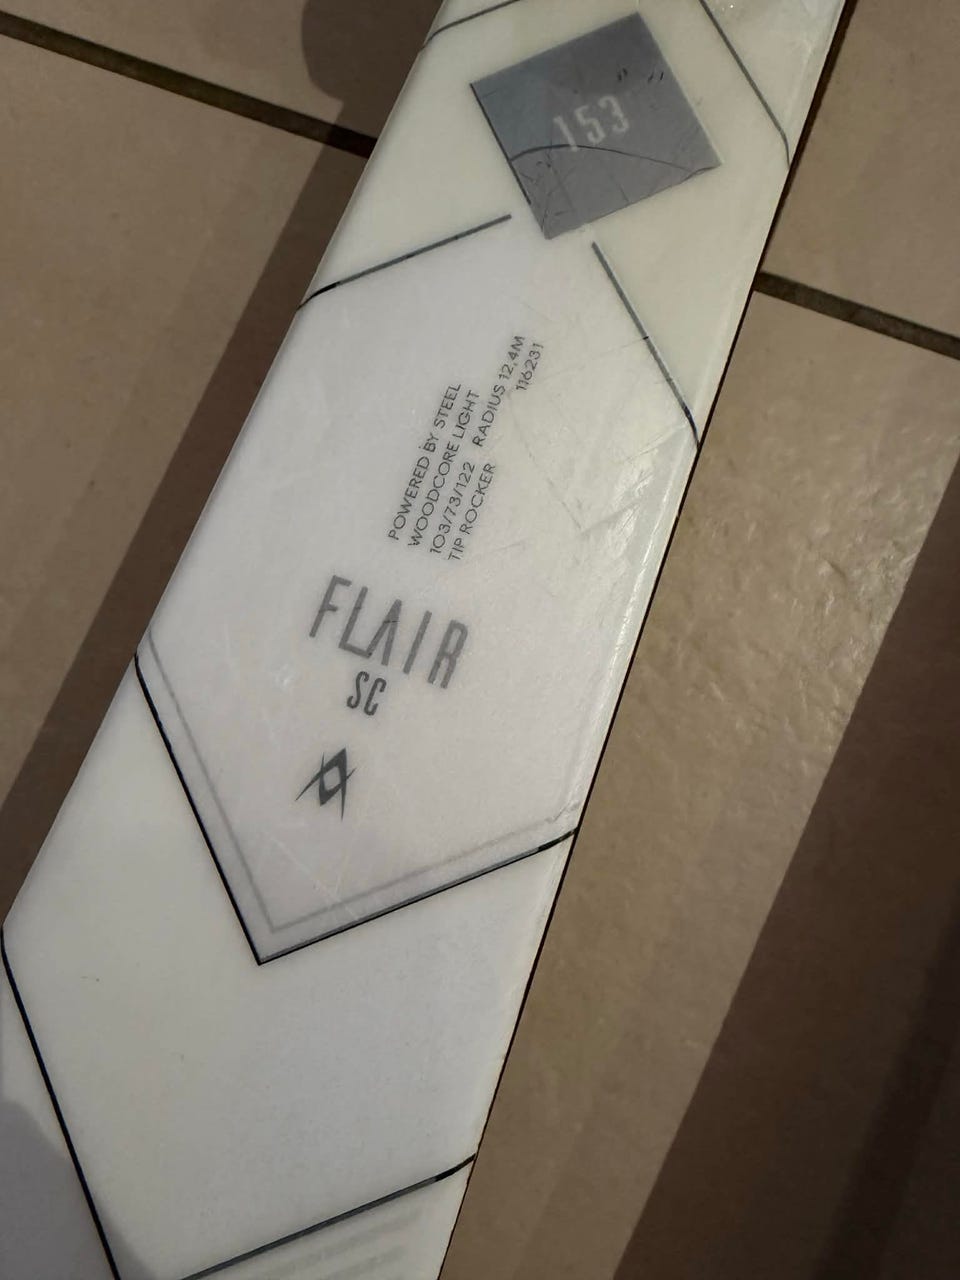 153
POWERED BY STEEL
WOODCORE LIGHT
103/73/122
TIP ROCKER RADIUS 12.4M
116231
FLAIR
SC